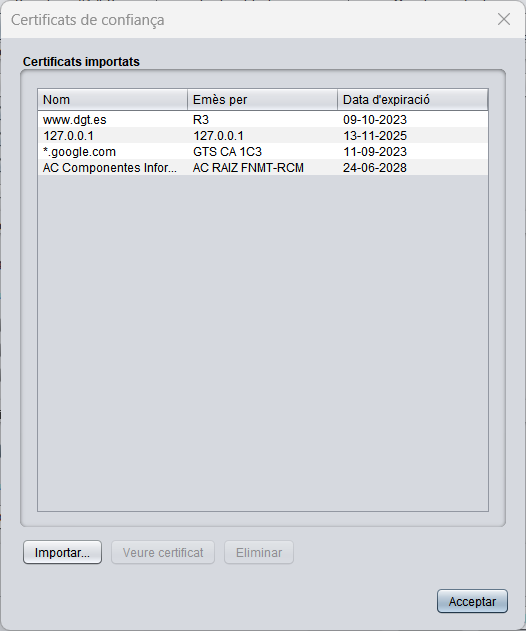 Certificats de confiança
Certificats importats
Nom Emès per Data d'expiració
www.dgt.es R3 09-10-2023
127.0.0.1 127.0.0.1 13-11-2025
*.google.com GTS CA 1C3 11-09-2023
AC Componentes Infor... AC RAIZ FNMT-RCM 24-06-2028
Importar... Veure certificat Eliminar
Acceptar